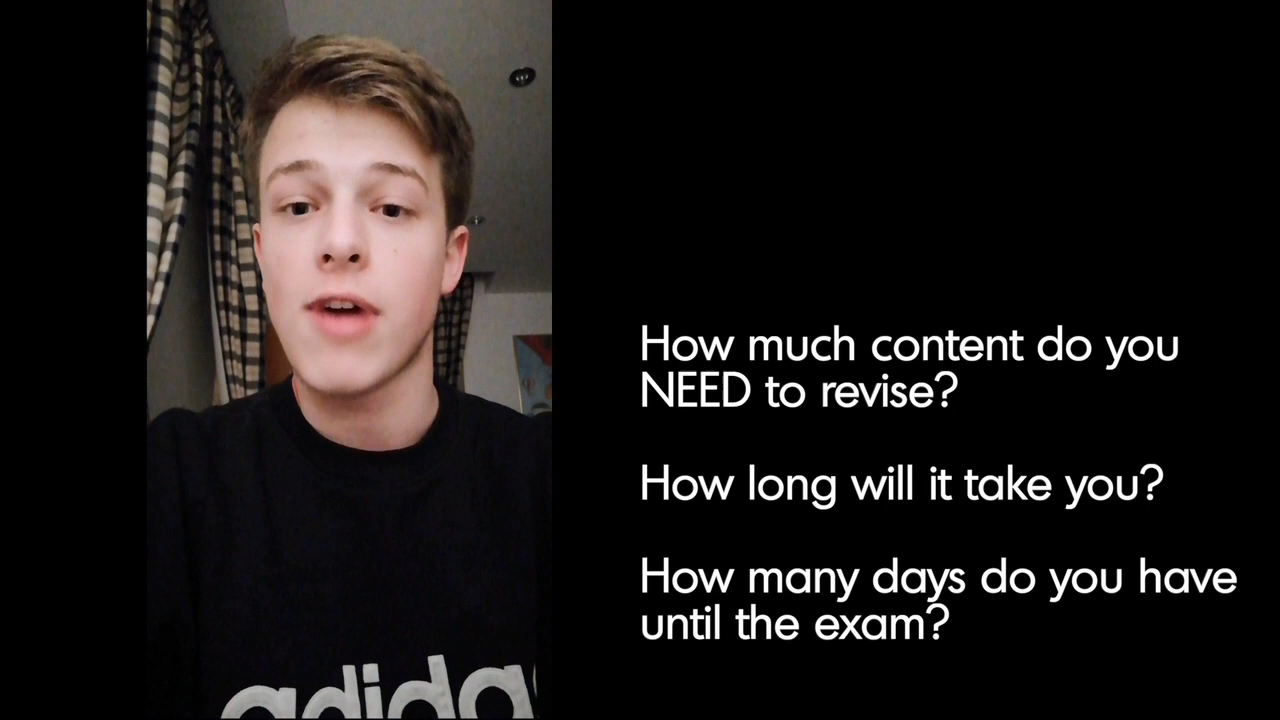 How much content do you
NEED to revise?
How long will it take you?
How many days do you have
until the exam?
adidas